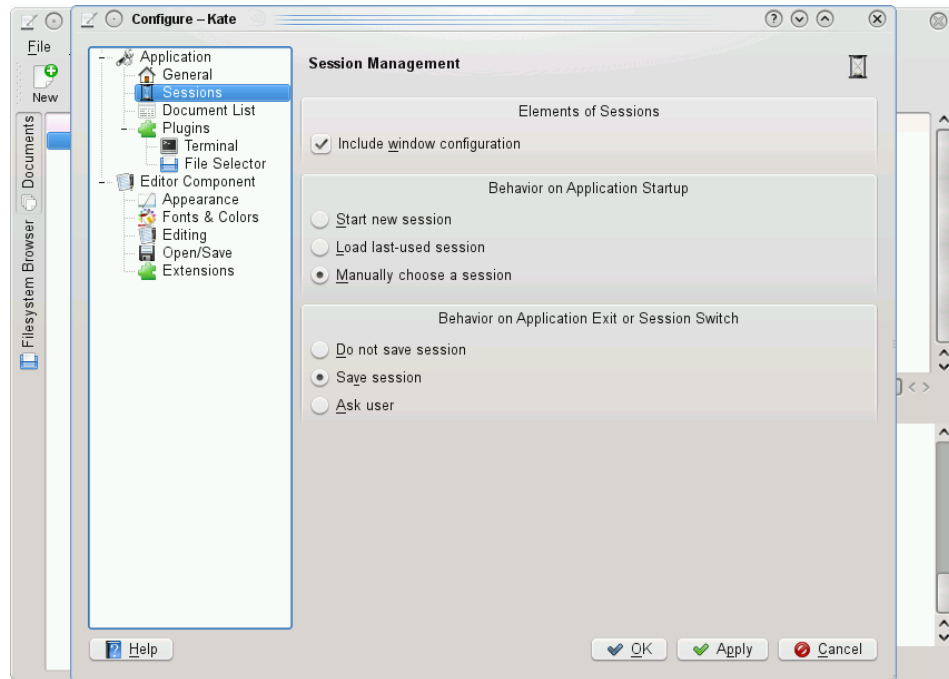 Configure – Kate
File
New
Documents
Filesystem Browser
Application
General
Sessions
Document List
Plugins
Terminal
File Selector
Editor Component
Appearance
Fonts & Colors
Editing
Open/Save
Extensions
Session Management
Elements of Sessions
Include window configuration
Behavior on Application Startup
Start new session
Load last-used session
Manually choose a session
Behavior on Application Exit or Session Switch
Do not save session
Save session
Ask user
Help
OK
Apply
Cancel